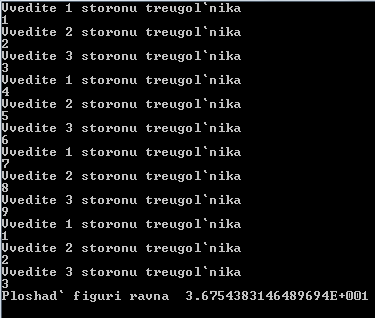 Vvedite 1 storonu treugol`nika
1
Vvedite 2 storonu treugol`nika
2
Vvedite 3 storonu treugol`nika
3
Vvedite 1 storonu treugol`nika
4
Vvedite 2 storonu treugol`nika
5
Vvedite 3 storonu treugol`nika
6
Vvedite 1 storonu treugol`nika
7
Vvedite 2 storonu treugol`nika
8
Vvedite 3 storonu treugol`nika
9
Vvedite 1 storonu treugol`nika
1
Vvedite 2 storonu treugol`nika
2
Vvedite 3 storonu treugol`nika
3
Ploshad` figuri ravna  3.6754383146489694E+001